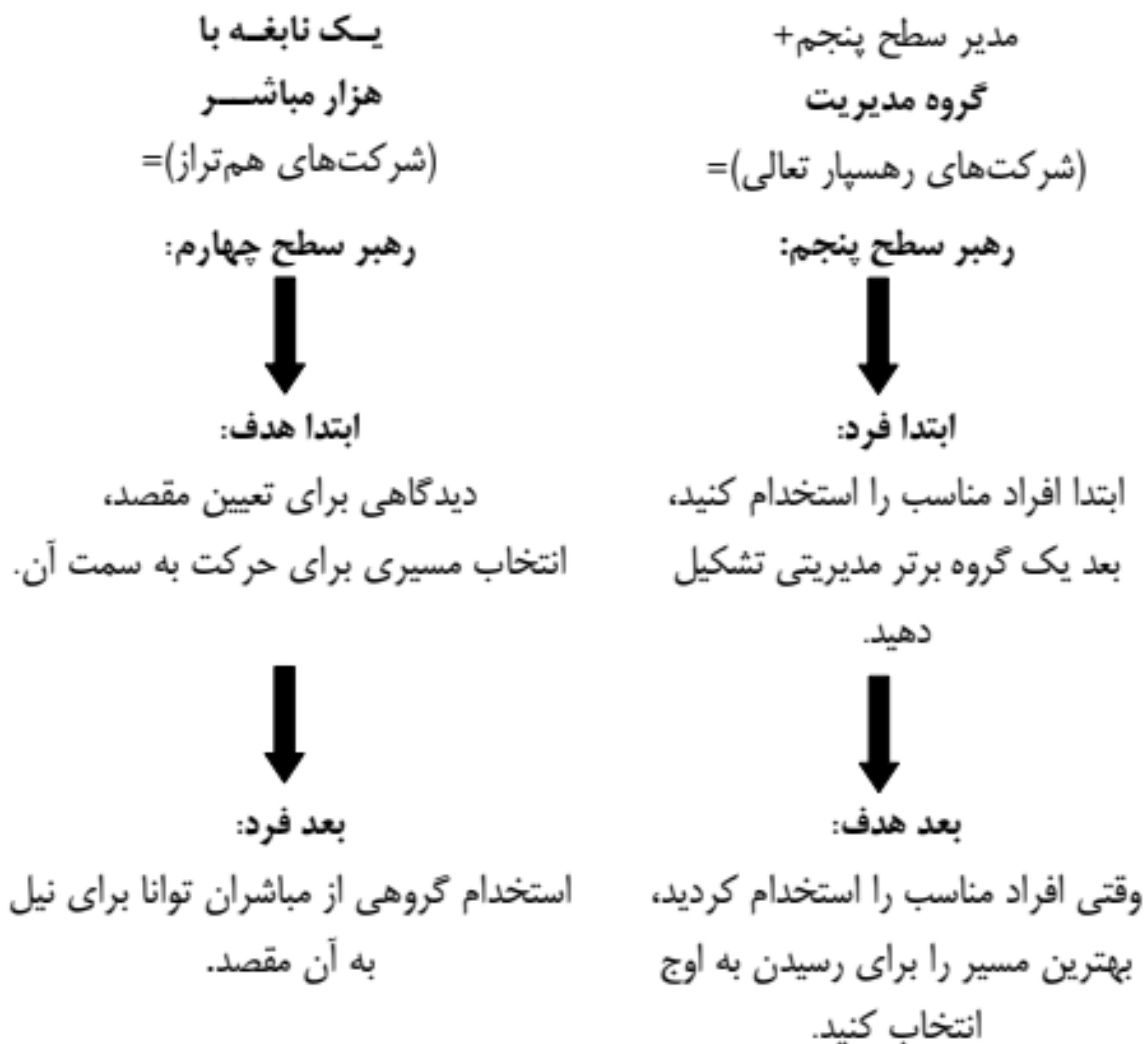 مدیر سطح پنجم+
گروه مدیریت
(شرکت‌های رهسپار تعالی)=
رهبر سطح پنجم:
ابتدا فرد:
ابتدا افراد مناسب را استخدام کنید،
بعد یک گروه برتر مدیریتی تشکیل
دهید.
بعد هدف:
وقتی افراد مناسب را استخدام کردید،
بهترین مسیر را برای رسیدن به اوج
انتخاب کنید.
یـک نابغـه با
هزار مباشـــر
(شرکت‌های هم‌تراز)=
رهبر سطح چهارم:
ابتدا هدف:
دیدگاهی برای تعیین مقصد،
انتخاب مسیری برای حرکت به سمت آن.
بعد فرد:
استخدام گروهی از مباشران توانا برای نیل
به آن مقصد.